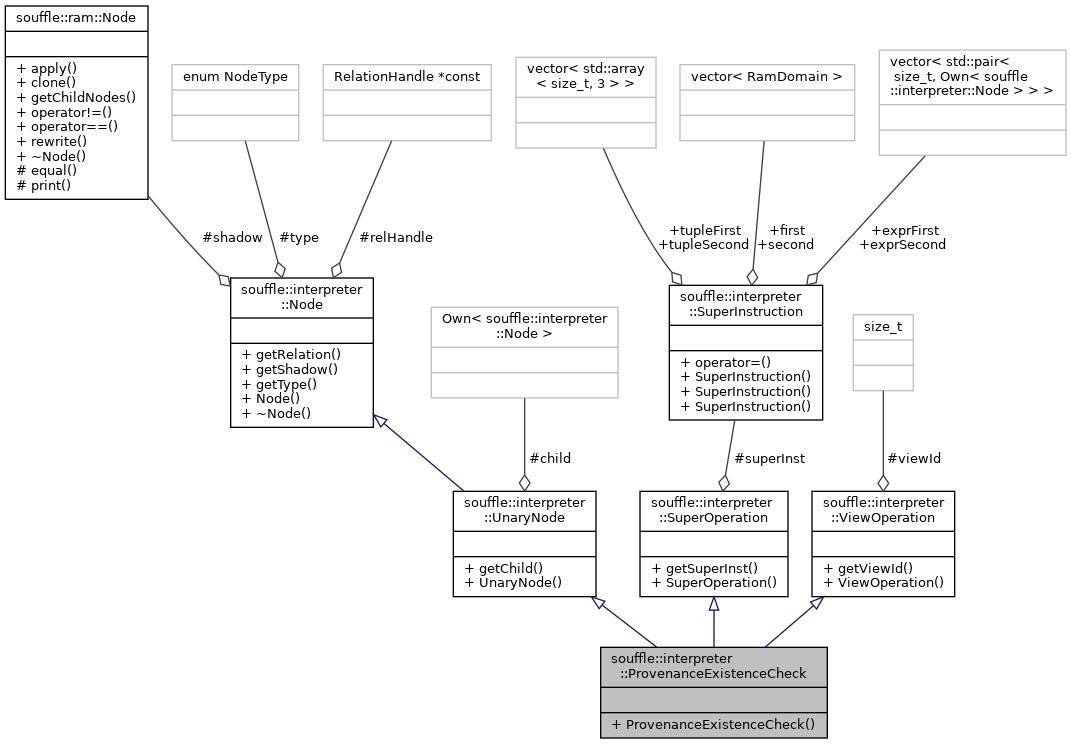 souffle::ram::Node
+ apply()
+ clone()
+ getChildNodes()
+ operator!=()
+ operator==()
+ rewrite()
+ ~Node()
# equal()
# print()
enum NodeType
RelationHandle *const
vector< std::array
< size_t, 3 > >
vector< RamDomain >
vector< std::pair<
size_t, Own< souffle
::interpreter::Node > > >
#shadow
#type
#relHandle
+tupleFirst
+tupleSecond
+first
+second
+exprFirst
+exprSecond
souffle::interpreter
::Node
+ getRelation()
+ getShadow()
+ getType()
+ Node()
+ ~Node()
Own< souffle::interpreter
::Node >
souffle::interpreter
::SuperInstruction
+ operator=()
+ SuperInstruction()
+ SuperInstruction()
+ SuperInstruction()
size_t
#child
#superInst
#viewId
souffle::interpreter
::UnaryNode
+ getChild()
+ UnaryNode()
souffle::interpreter
::SuperOperation
+ getSuperInst()
+ SuperOperation()
souffle::interpreter
::ViewOperation
+ getViewId()
+ ViewOperation()
souffle::interpreter
::ProvenanceExistenceCheck
+ ProvenanceExistenceCheck()